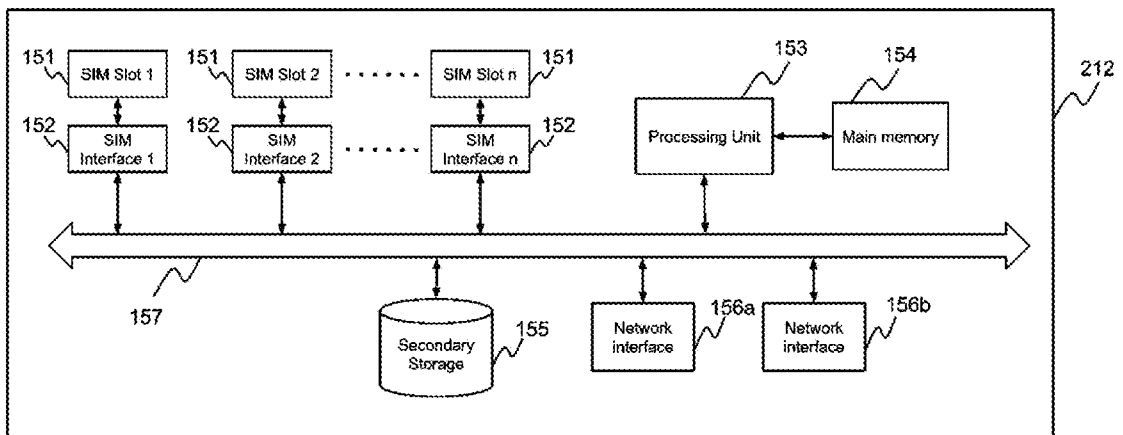 151
SIM Slot 1
151
SIM Slot 2
SIM Slot n
151
153
154
212
152
SIM
Interface 1
152
SIM
Interface 2
SIM
Interface n
152
Processing Unit
Main memory
157
Secondary
Storage
155
Network
interface
156a
Network
interface
156b